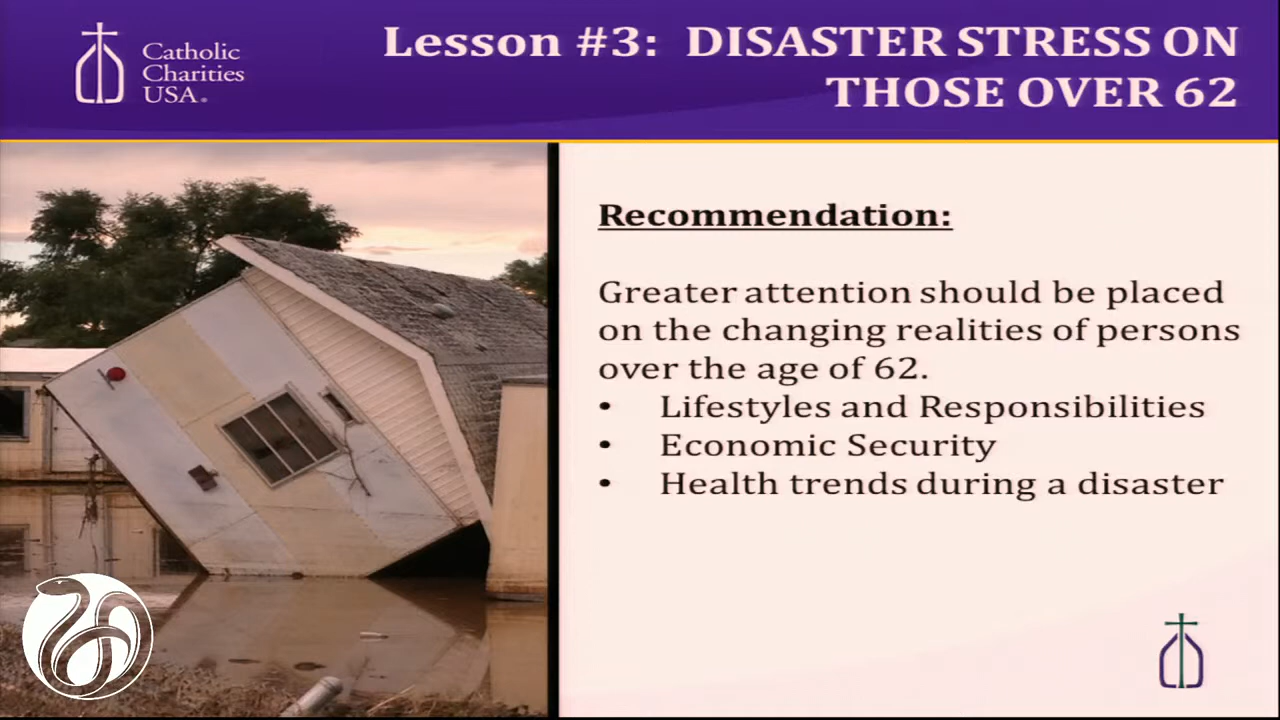 Catholic
Charities
USA®
Lesson #3: DISASTER STRESS ON
THOSE OVER 62
Recommendation:
Greater attention should be placed
on the changing realities of persons
over the age of 62.
• Lifestyles and Responsibilities
• Economic Security
• Health trends during a disaster